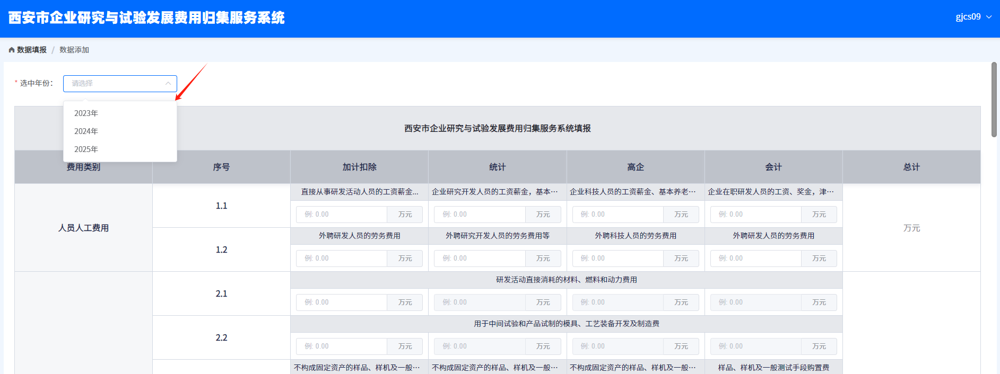 西安市企业研究与试验发展费用归集服务系统
gjcs09
数据填报 / 数据添加
* 选中年份： 请选择
2023年
2024年
2025年
西安市企业研究与试验发展费用归集服务系统填报
费用类别 序号 加计扣除 统计 高企 会计 总计
直接从事研发活动人员的工资薪金... 企业研究开发人员的工资薪金，基本… 企业科技人员的工资薪金、基本养老… 企业在职研发人员的工资、奖金，津…
1.1
例: 0.00 万元 例: 0.00 万元 例: 0.00 万元 例: 0.00 万元
人员人工费用
万元
外聘研发人员的劳务费用 外聘研究开发人员的劳务费用等 外聘科技人员的劳务费用 外聘研发人员的劳务费用
1.2
例: 0.00 万元 例: 0.00 万元 例: 0.00 万元 例: 0.00 万元
研发活动直接消耗的材料、燃料和动力费用
2.1
例: 0.00 万元 例: 0.00 万元 例: 0.00 万元 例: 0.00 万元
用于中间试验和产品试制的模具、工艺装备开发及制造费
2.2
例: 0.00 万元 例: 0.00 万元 例: 0.00 万元 例: 0.00 万元
不构成固定资产的样品、样机及一般… 不构成固定资产的样品、样机及一般… 不构成固定资产的样品、样机及一般… 样品、样机及一般测试手段购置费